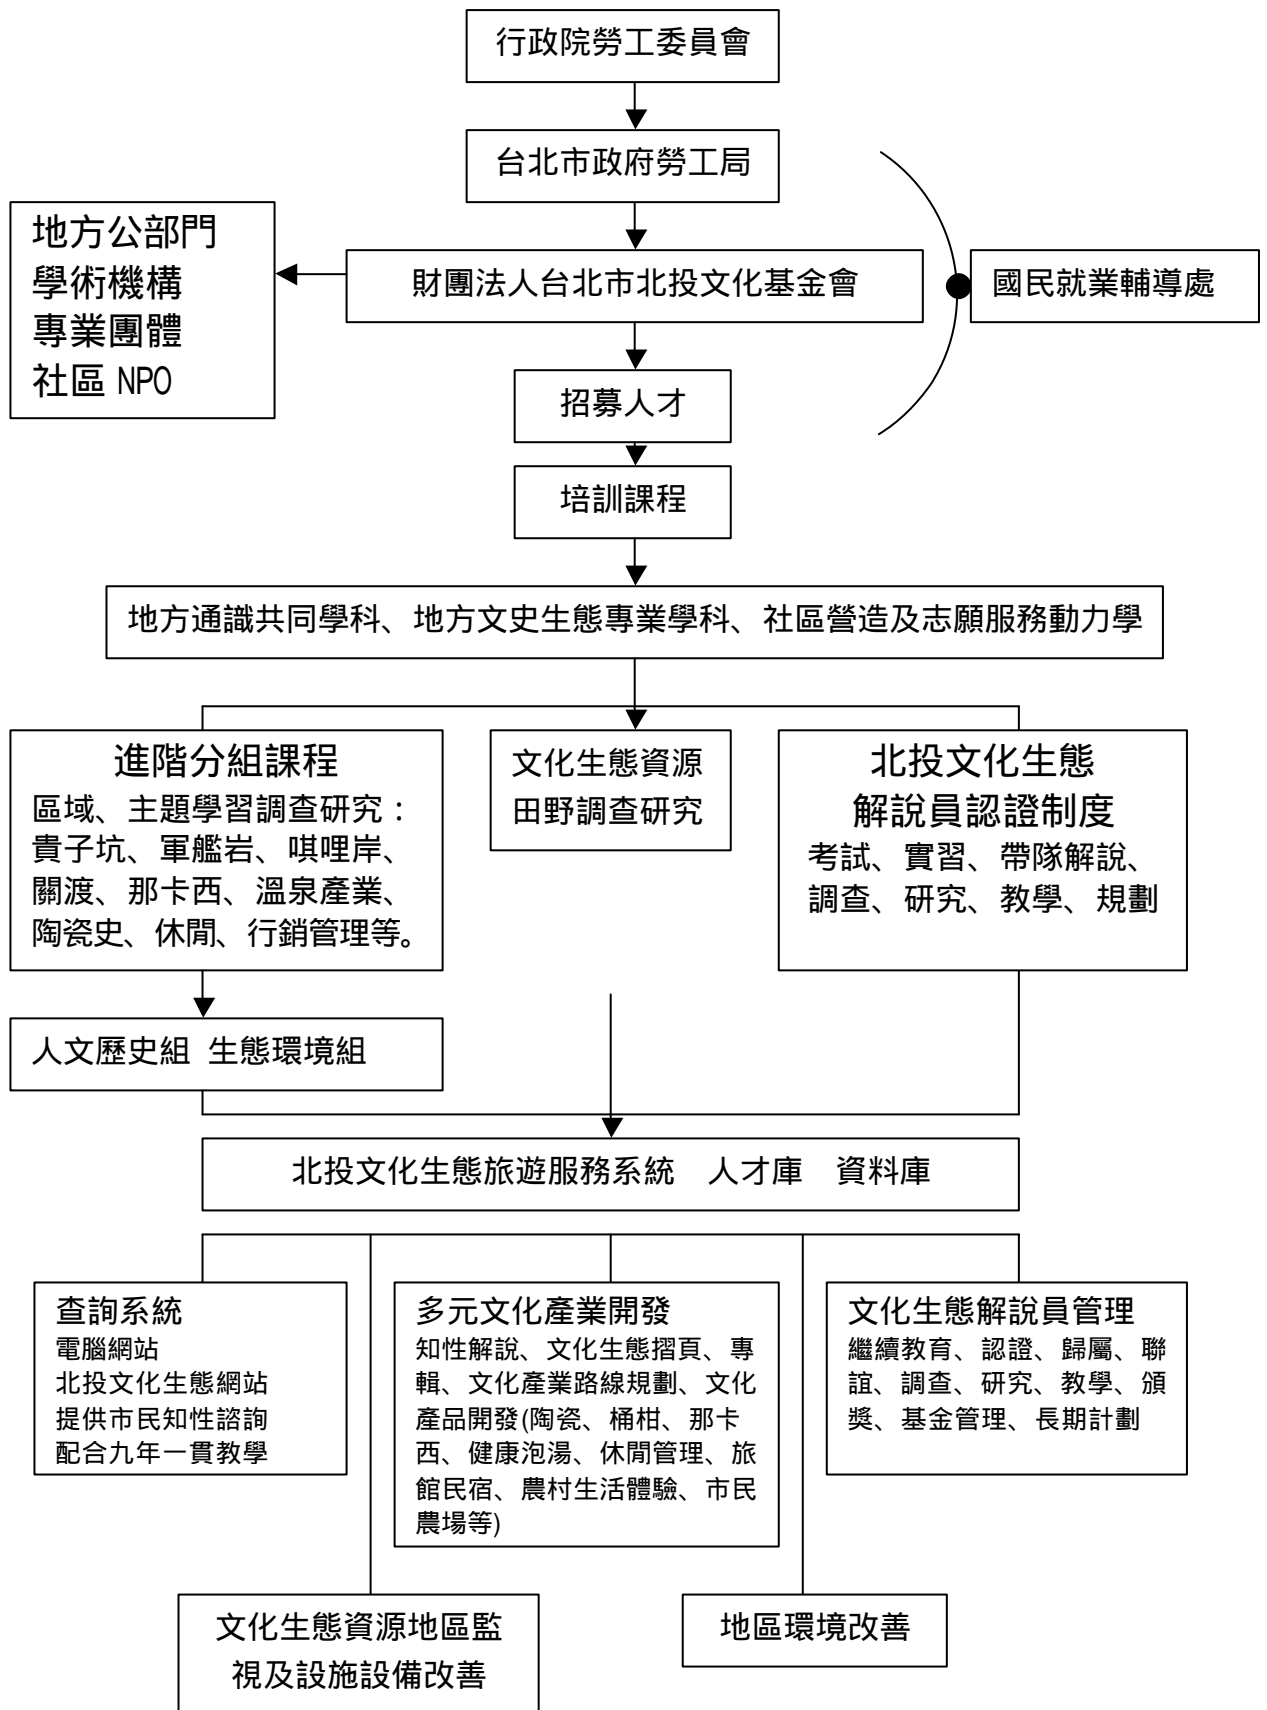 行政院勞工委員會
台北市政府勞工局
地方公部門
學術機構
專業團體
社區 NPO
財團法人台北市北投文化基金會
國民就業輔導處
招募人才
培訓課程
地方通識共同學科、地方文史生態專業學科、社區營造及志願服務動力學
進階分組課程
區域、主題學習調查研究：
貴子坑、軍艦岩、唭哩岸、
關渡、那卡西、溫泉產業、
陶瓷史、休閒、行銷管理等。
文化生態資源
田野調查研究
北投文化生態
解說員認證制度
考試、實習、帶隊解說、
調查、研究、教學、規劃
人文歷史組 生態環境組
北投文化生態旅遊服務系統　人才庫　資料庫
查詢系統
電腦網站
北投文化生態網站
提供市民知性諮詢
配合九年一貫教學
多元文化產業開發
知性解說、文化生態摺頁、專
輯、文化產業路線規劃、文化
產品開發(陶瓷、桶柑、那卡
西、健康泡湯、休閒管理、旅
館民宿、農村生活體驗、市民
農場等)
文化生態解說員管理
繼續教育、認證、歸屬、聯
誼、調查、研究、教學、頒
獎、基金管理、長期計劃
文化生態資源地區監
視及設施設備改善
地區環境改善